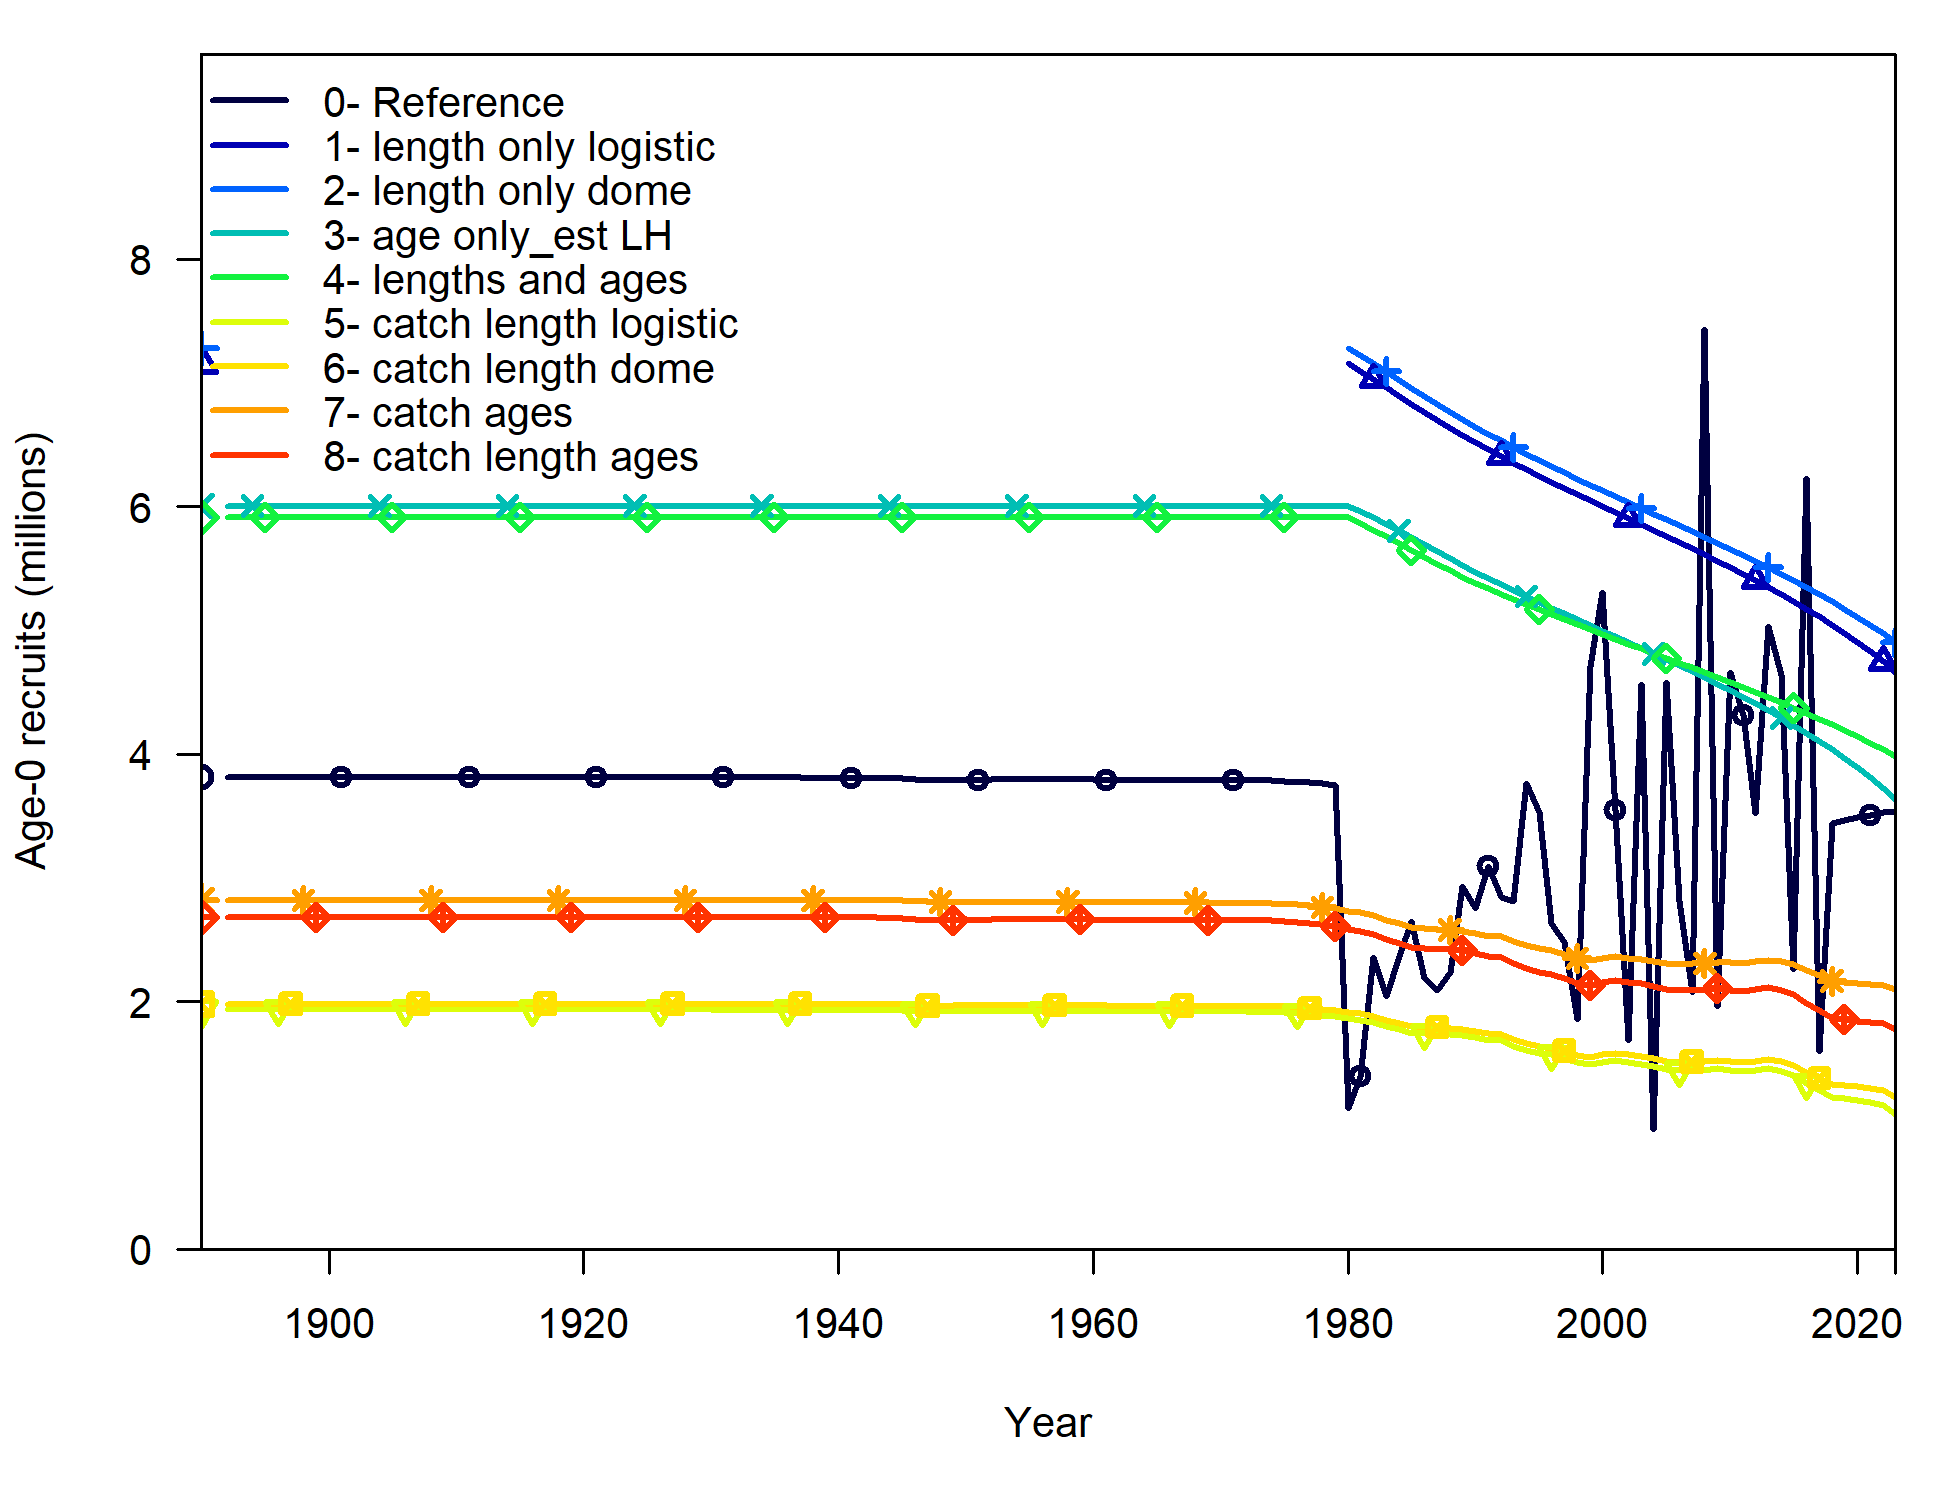 0- Reference
1- length only logistic
2- length only dome
3- age only_est LH
4- lengths and ages
5- catch length logistic
6- catch length dome
7- catch ages
8- catch length ages
Age-0 recruits (millions)
8
6
4
2
0
1900 1920 1940 1960 1980 2000 2020
Year